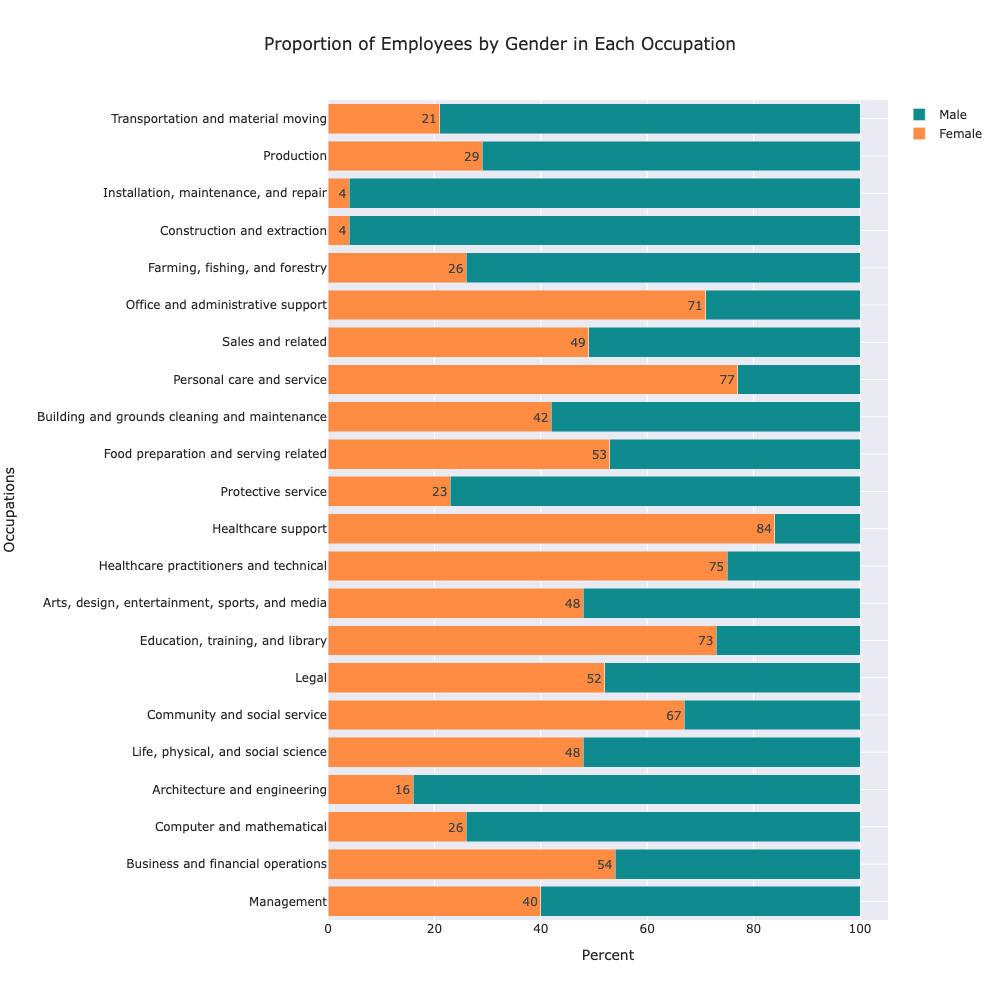 Proportion of Employees by Gender in Each Occupation
Male
Female
Transportation and material moving 21
Production 29
Installation, maintenance, and repair 4
Construction and extraction 4
Farming, fishing, and forestry 26
Office and administrative support 71
Sales and related 49
Personal care and service 77
Building and grounds cleaning and maintenance 42
Food preparation and serving related 53
Protective service 23
Healthcare support 84
Healthcare practitioners and technical 75
Arts, design, entertainment, sports, and media 48
Education, training, and library 73
Legal 52
Community and social service 67
Life, physical, and social science 48
Architecture and engineering 16
Computer and mathematical 26
Business and financial operations 54
Management 40
Occupations
0 20 40 60 80 100
Percent